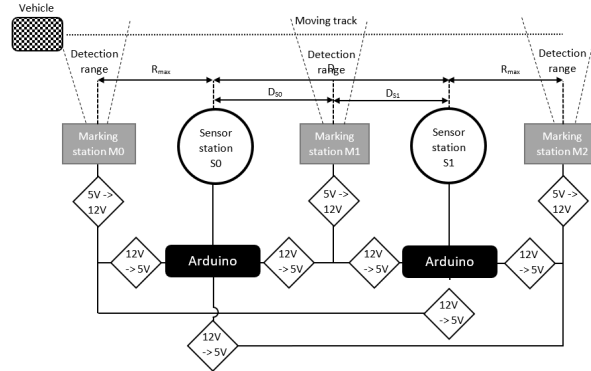 Vehicle
Moving track
Detection
range
Detection
range
Detection
range
Rmax
D
Rmax
DS0
DS1
Marking
station M0
Sensor
station
S0
Marking
station M1
Sensor
station
S1
Marking
station M2
5V ->
12V
5V ->
12V
5V ->
12V
12V
-> 5V
Arduino
12V
-> 5V
12V
-> 5V
Arduino
12V
-> 5V
12V
-> 5V
12V
-> 5V